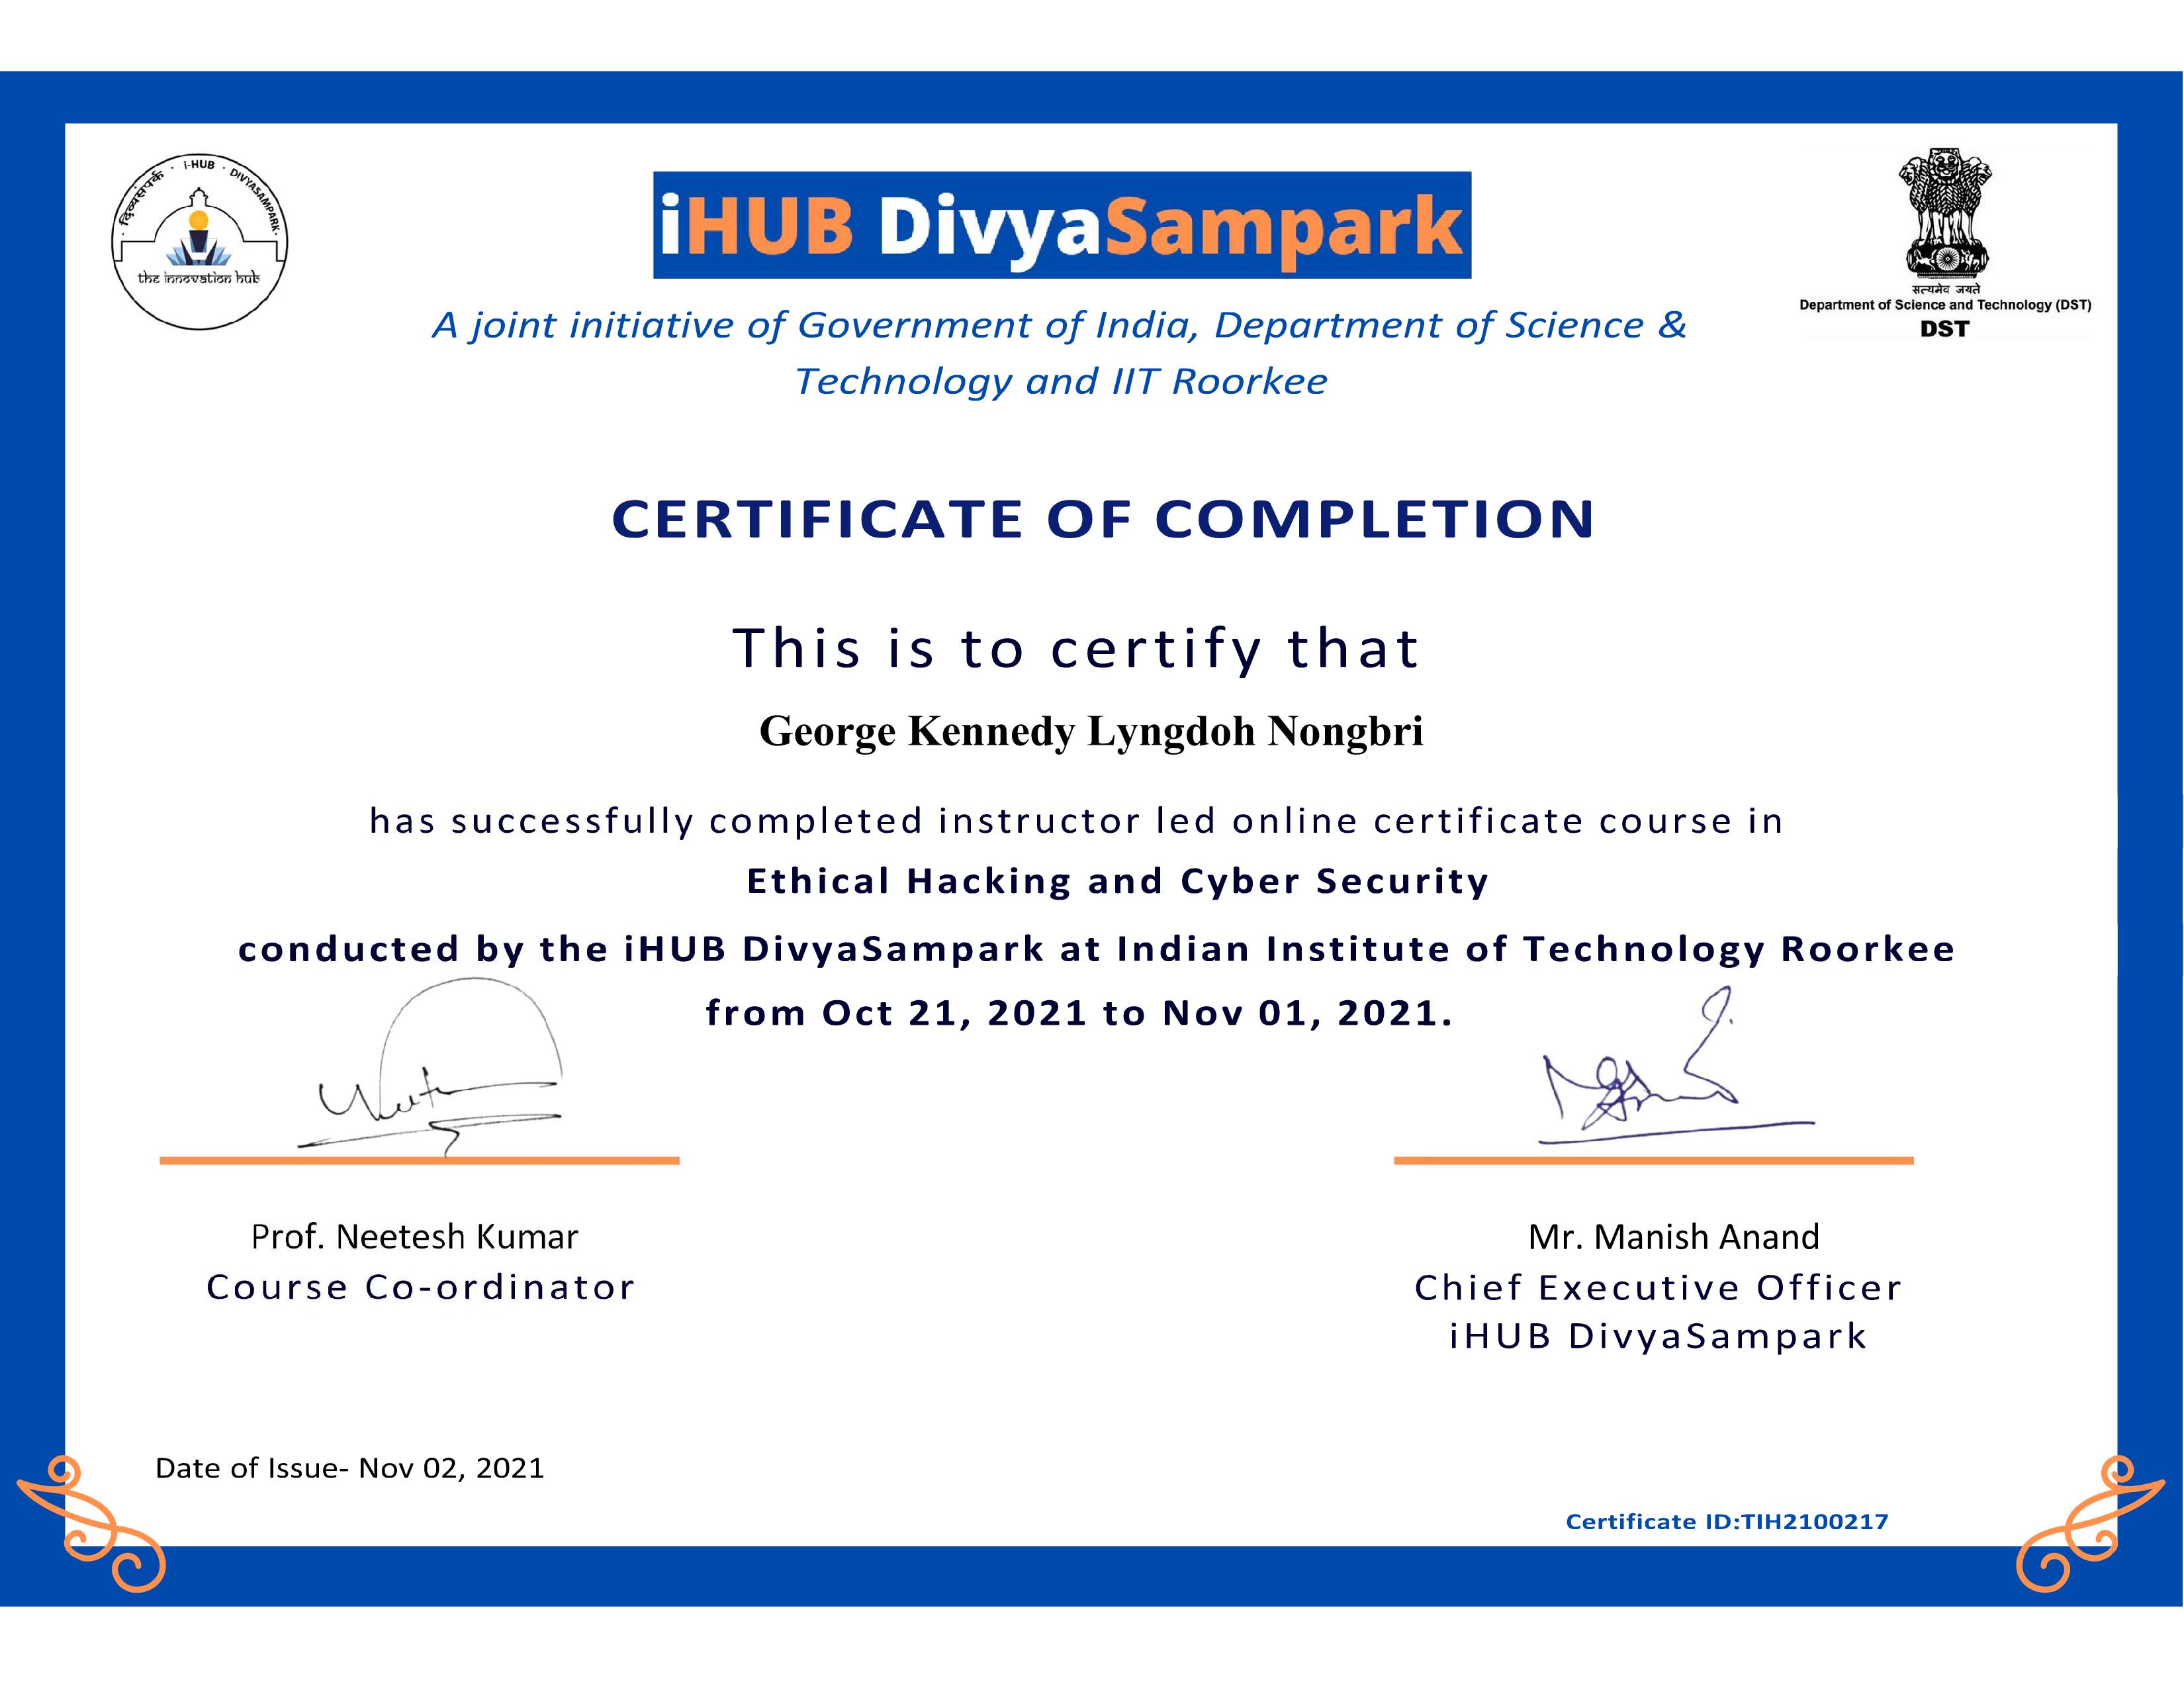 दिव्यसंपर्क · i-HUB · DIVYASAMPARK
the innovation hub
iHUB DivyaSampark
सत्यमेव जयते
Department of Science and Technology (DST)
DST
A joint initiative of Government of India, Department of Science &
Technology and IIT Roorkee
CERTIFICATE OF COMPLETION
This is to certify that
George Kennedy Lyngdoh Nongbri
has successfully completed instructor led online certificate course in
Ethical Hacking and Cyber Security
conducted by the iHUB DivyaSampark at Indian Institute of Technology Roorkee
from Oct 21, 2021 to Nov 01, 2021.
Prof. Neetesh Kumar
Course Co-ordinator
Mr. Manish Anand
Chief Executive Officer
iHUB DivyaSampark
Date of Issue- Nov 02, 2021
Certificate ID:TIH2100217